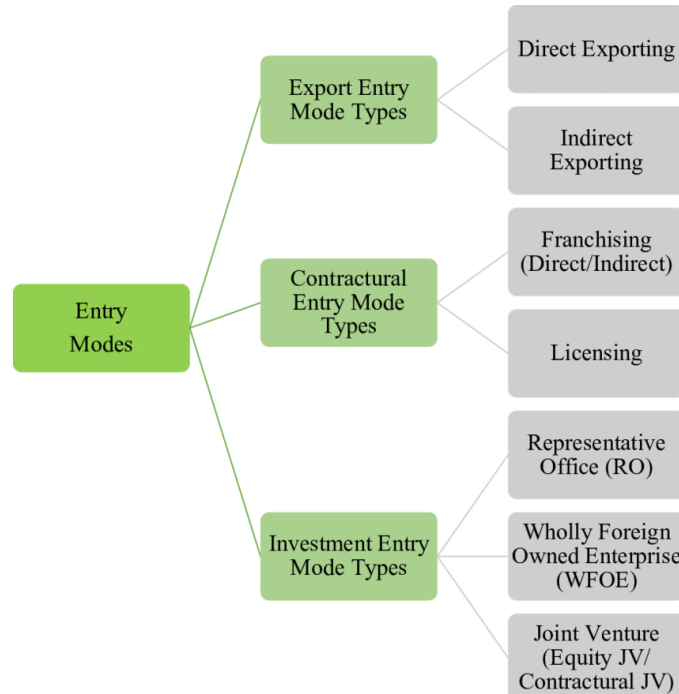 Direct Exporting
Export Entry
Mode Types
Indirect
Exporting
Franchising
(Direct/Indirect)
Contractural
Entry Mode
Types
Licensing
Entry
Modes
Representative
Office (RO)
Investment Entry
Mode Types
Wholly Foreign
Owned Enterprise
(WFOE)
Joint Venture
(Equity JV/
Contractural JV)